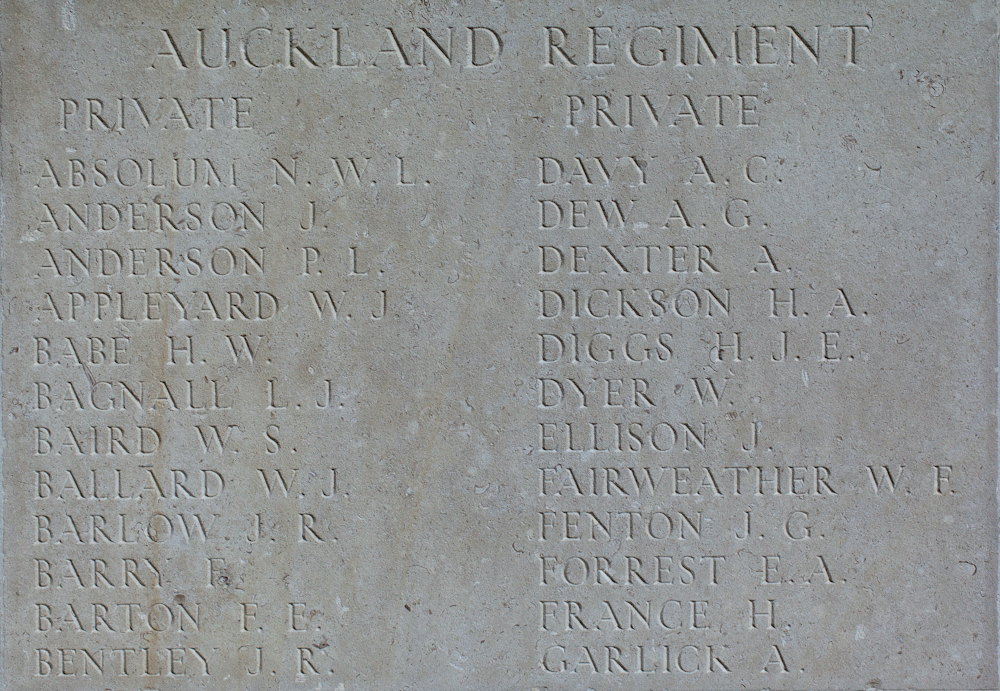 AUCKLAND REGIMENT
PRIVATE
ABSOLUM N. W. L.
ANDERSON J.
ANDERSON P. L.
APPLEYARD W. J
BABE H. W.
BAGNALL L. J.
BAIRD W. S.
BALLARD W. J.
BARLOW J. R.
BARRY F.
BARTON F. E.
BENTLEY J. R.
PRIVATE
DAVY A. G.
DEW A. G.
DEXTER A.
DICKSON H. A.
DIGGS H. J. E.
DYER W.
ELLISON J.
FAIRWEATHER W. F.
FENTON J. G.
FORREST E. A.
FRANCE H.
GARLICK A.